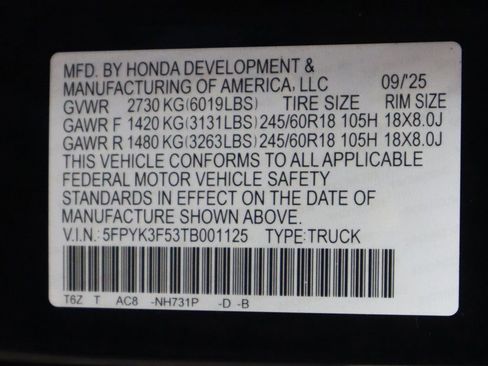 MFD. BY HONDA DEVELOPMENT &
MANUFACTURING OF AMERICA, LLC 09/25
GVWR 2730 KG(6019LBS) TIRE SIZE RIM SIZE
GAWR F 1420 KG(3131LBS) 245/60R18 105H 18X8.0J
GAWR R 1480 KG(3263LBS) 245/60R18 105H 18X8.0J
THIS VEHICLE CONFORMS TO ALL APPLICABLE
FEDERAL MOTOR VEHICLE SAFETY
STANDARDS IN EFFECT ON THE DATE OF
MANUFACTURE SHOWN ABOVE.
V.I.N.:5FPYK3F53TB001125 TYPE:TRUCK
T6Z T AC8 -NH731P -D -B